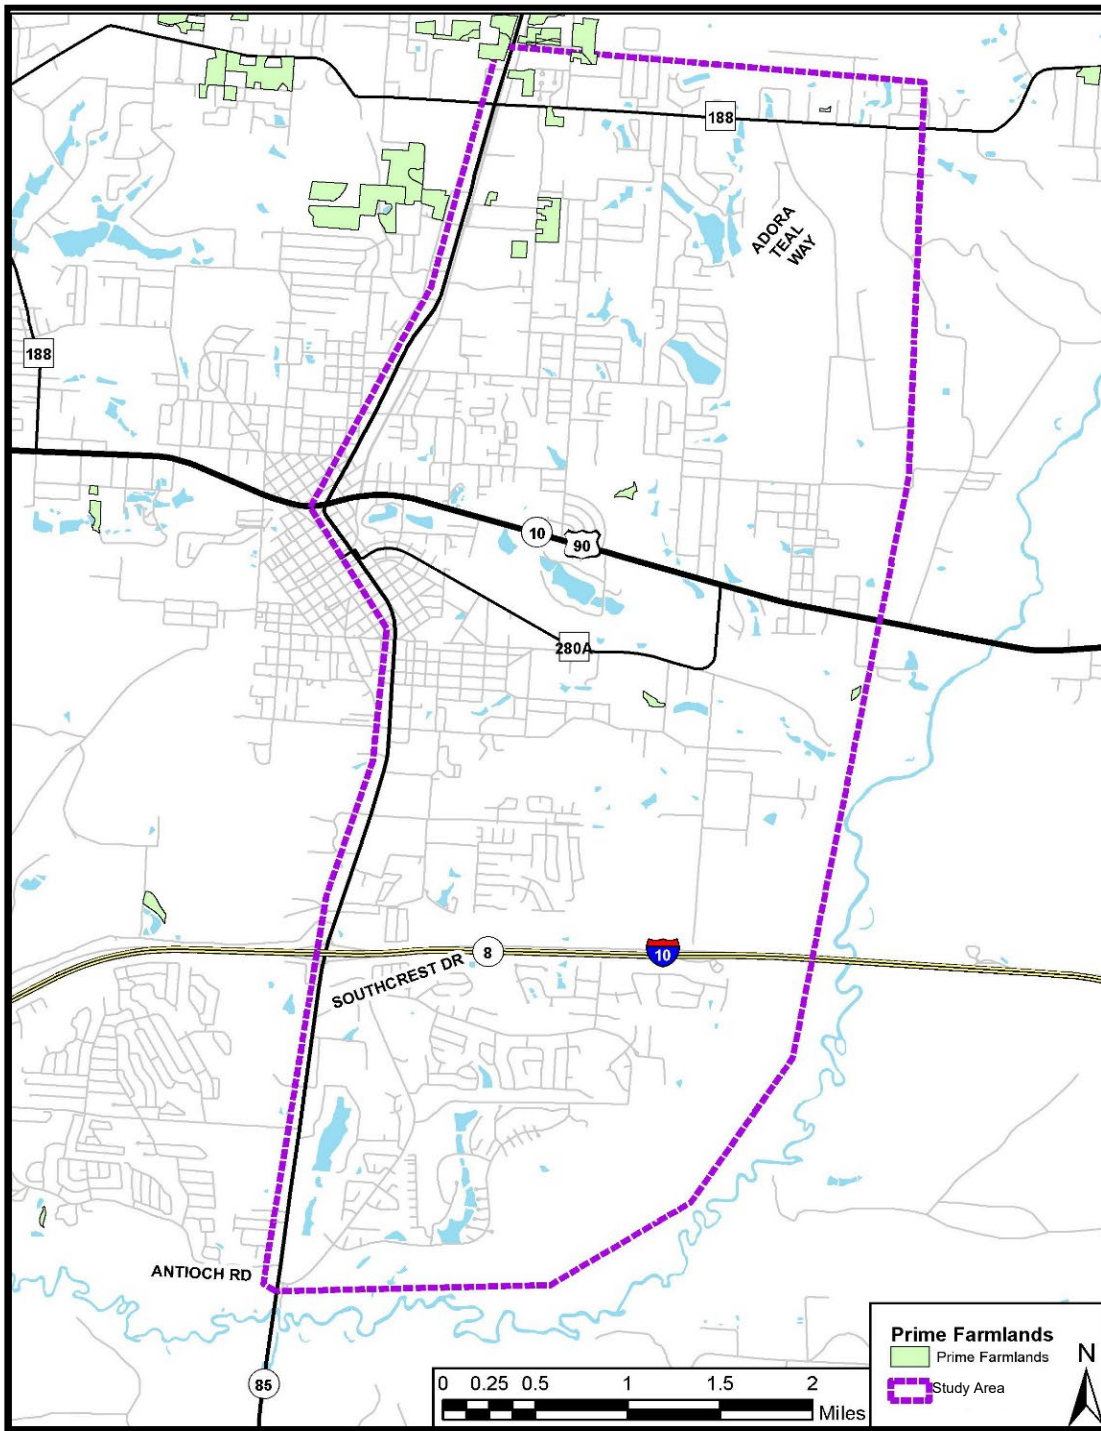 188
ADORA
TEAL
WAY
188
10
90
280A
8
10
SOUTHCREST DR
ANTIOCH RD
85
0 0.25 0.5 1 1.5 2
Miles
Prime Farmlands
Prime Farmlands
Study Area
N